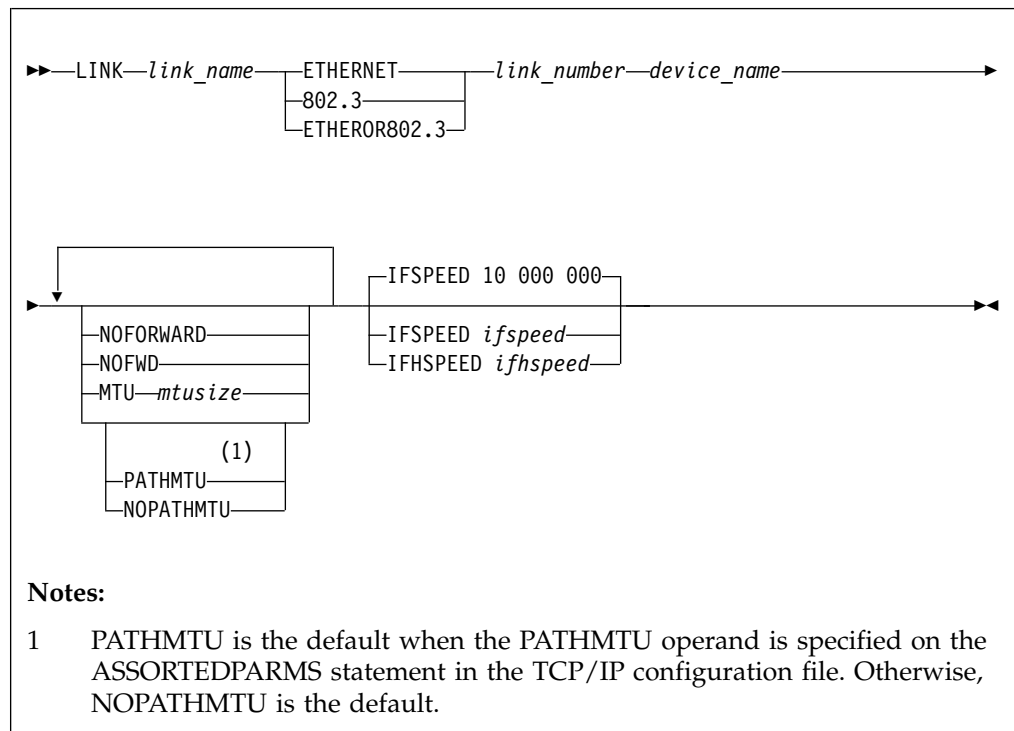 LINK link_name ETHERNET link_number device_name
802.3
ETHEROR802.3
IFSPEED 10 000 000
NOFORWARD IFSPEED ifspeed
NOFWD IFHSPEED ifhspeed
MTU mtusize
(1)
PATHMTU
NOPATHMTU
Notes:
1 PATHMTU is the default when the PATHMTU operand is specified on the
ASSORTEDPARMS statement in the TCP/IP configuration file. Otherwise,
NOPATHMTU is the default.